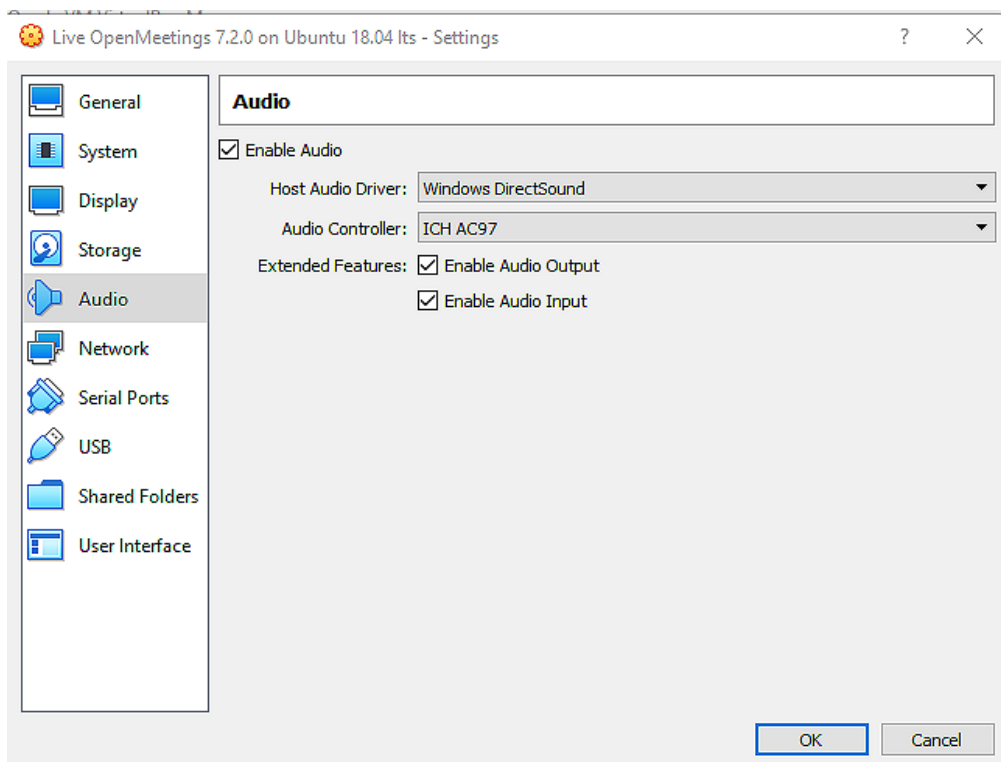 Live OpenMeetings 7.2.0 on Ubuntu 18.04 lts - Settings
?
General
System
Display
Storage
Audio
Network
Serial Ports
USB
Shared Folders
User Interface
Audio
Enable Audio
Host Audio Driver: Windows DirectSound
Audio Controller: ICH AC97
Extended Features: Enable Audio Output
Enable Audio Input
OK Cancel